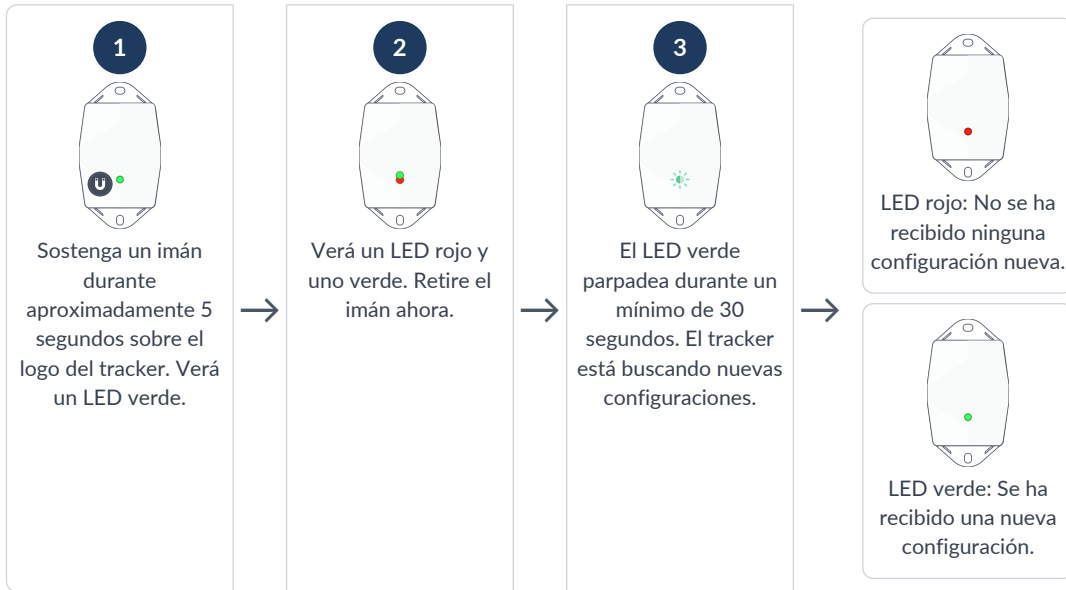 1
Sostenga un imán
durante
aproximadamente 5
segundos sobre el
logo del tracker. Verá
un LED verde.
2
Verá un LED rojo y
uno verde. Retire el
imán ahora.
3
El LED verde
parpadea durante un
mínimo de 30
segundos. El tracker
está buscando nuevas
configuraciones.
LED rojo: No se ha
recibido ninguna
configuración nueva.
LED verde: Se ha
recibido una nueva
configuración.